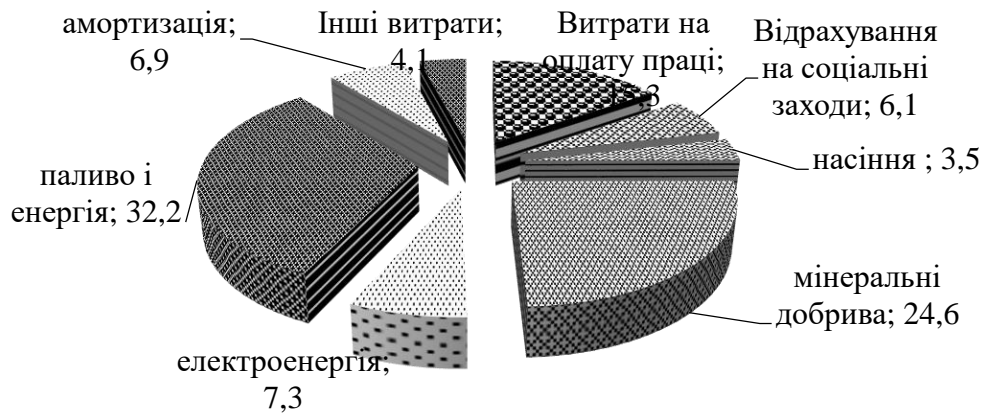 амортизація;
6,9
Інші витрати;
4,1
Витрати на
оплату праці;
Відрахування
на соціальні
заходи; 6,1
насіння ; 3,5
мінеральні
добрива; 24,6
електроенергія;
7,3
паливо і
енергія; 32,2